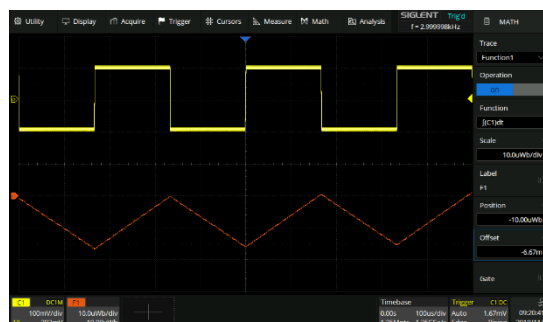 Utility Display Acquire Trigger Cursors Measure Math Analysis SIGLENT Trig'd
f = 2.999998kHz
MATH
Trace
Function1
Operation
on
Function
∫(C1)dt
Scale
10.0uWb/div
Label
F1
Position
-10.00uWb
Offset
-6.67m
Gate
C1 DC1M F1 Timebase Trigger C1 DC
100mV/div 10.0uWb/div 0.00s 100us/div Auto 1.67mV 09:20:41